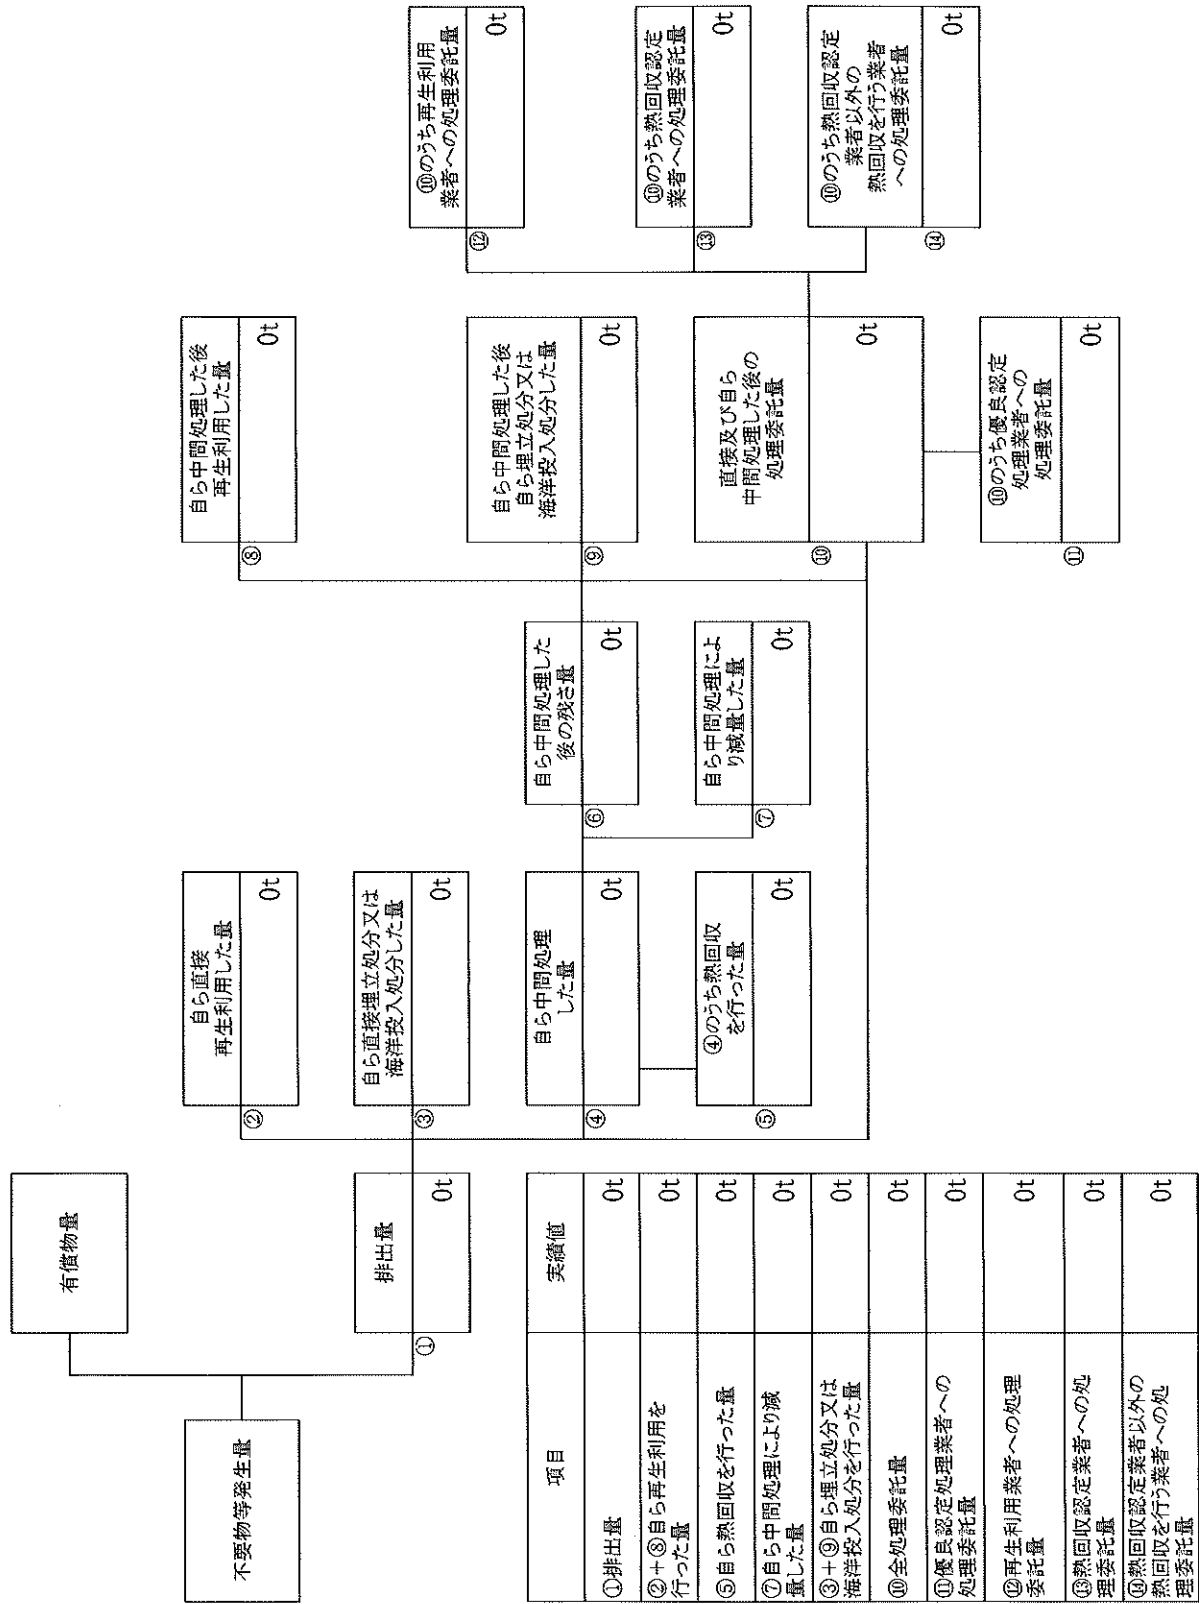 不要物等発生量
有償物量
排出量
①
0t
自ら直接
再生利用した量
②
0t
自ら直接埋立処分又は
海洋投入処分した量
③
0t
自ら中間処理
した量
④
0t
④のうち熱回収
を行った量
⑤
0t
自ら中間処理した
後の残さ量
⑥
0t
自ら中間処理によ
り減量した量
⑦
0t
自ら中間処理した後
再生利用した量
⑧
0t
自ら中間処理した後
自ら埋立処分又は
海洋投入処分した量
⑨
0t
直接及び自ら
中間処理した後の
処理委託量
⑩
0t
⑩のうち優良認定
処理業者への
処理委託量
⑪
0t
⑩のうち再生利用
業者への処理委託量
⑫
0t
⑩のうち熱回収認定
業者への処理委託量
⑬
0t
⑩のうち熱回収認定
業者以外の
熱回収を行う業者
への処理委託量
⑭
0t
項目 実績値
①排出量 0t
②+⑧自ら再生利用を
行った量 0t
⑤自ら熱回収を行った量 0t
⑦自ら中間処理により減
量した量 0t
③+⑨自ら埋立処分又は
海洋投入処分を行った量 0t
⑩全処理委託量 0t
⑪優良認定処理業者への
処理委託量 0t
⑫再生利用業者への処理
委託量 0t
⑬熱回収認定業者への処
理委託量 0t
⑭熱回収認定業者以外の
熱回収を行う業者への処
理委託量 0t